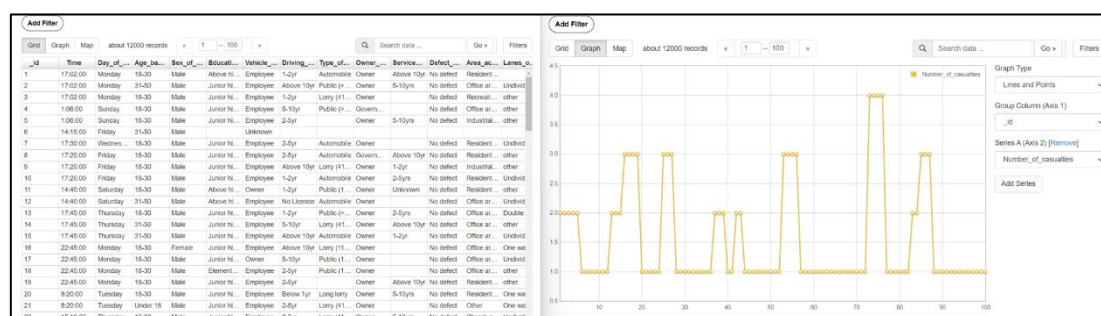 Add Filter
Grid Graph Map about 12000 records « 1 – 100 » Search data ... Go » Filters
_id Time Day_of_... Age_ba... Sex_of_... Educati... Vehicle_... Driving_... Type_of... Owner_... Service... Defect_... Area_ac... Lanes_o...
1 17:02:00 Monday 18-30 Male Above hi... Employee 1-2yr Automobile Owner Above 10yr No defect Resident...
2 17:02:00 Monday 31-50 Male Junior hi... Employee Above 10yr Public (>... Owner 5-10yrs No defect Office ar... Undivid
3 17:02:00 Monday 18-30 Male Junior hi... Employee 1-2yr Lorry (41... Owner No defect Recreati... other
4 1:06:00 Sunday 18-30 Male Junior hi... Employee 5-10yr Public (>... Govern... No defect Office ar... other
5 1:06:00 Sunday 18-30 Male Junior hi... Employee 2-5yr Owner 5-10yrs No defect Industrial... other
6 14:15:00 Friday 31-50 Male Unknown
7 17:30:00 Wednes... 18-30 Male Junior hi... Employee 2-5yr Automobile Owner No defect Resident... Undivid
8 17:20:00 Friday 18-30 Male Junior hi... Employee 2-5yr Automobile Govern... Above 10yr No defect Resident... other
9 17:20:00 Friday 18-30 Male Junior hi... Employee Above 10yr Lorry (41... Owner 1-2yr No defect Industrial... other
10 17:20:00 Friday 18-30 Male Junior hi... Employee 1-2yr Automobile Owner 2-5yrs No defect Resident... Undivid
11 14:40:00 Saturday 18-30 Male Above hi... Owner 1-2yr Public (1... Owner Unknown No defect Resident... other
12 14:40:00 Saturday 31-50 Male Above hi... Employee No Licence Automobile Owner No defect Office ar... other
13 17:45:00 Thursday 18-30 Male Junior hi... Employee 1-2yr Public (>... Owner 2-5yrs No defect Office ar... Double
14 17:45:00 Thursday 31-50 Male Junior hi... Employee 5-10yr Lorry (41... Owner Above 10yr No defect Office ar... other
15 17:45:00 Thursday 31-50 Male Junior hi... Employee Above 10yr Automobile Owner 1-2yr No defect Office ar... Undivid
16 22:45:00 Monday 18-30 Female Junior hi... Employee Above 10yr Lorry (11... Owner No defect Office ar... One wa
17 22:45:00 Monday 18-30 Male Junior hi... Owner 5-10yr Public (1... Owner No defect Office ar... Undivid
18 22:45:00 Monday 18-30 Male Element... Employee 2-5yr Public (1... Owner No defect Office ar... other
19 22:45:00 Monday 18-30 Male Junior hi... Employee 2-5yr Owner Above 10yr No defect Resident... other
20 8:20:00 Tuesday 18-30 Male Junior hi... Employee Below 1yr Long lorry Owner 5-10yrs No defect Resident... One wa
21 8:20:00 Tuesday Under 18 Male Junior hi... Employee 2-5yr Lorry (41... Owner No defect Other One wa
Add Filter
Grid Graph Map about 12000 records « 1 – 100 » Search data ... Go » Filters
4.5
4.0
3.5
3.0
2.5
2.0
1.5
1.0
0.5
10 20 30 40 50 60 70 80 90 100
Number_of_casualties
Graph Type
Lines and Points
Group Column (Axis 1)
_id
Series A (Axis 2) [Remove]
Number_of_casualties
Add Series